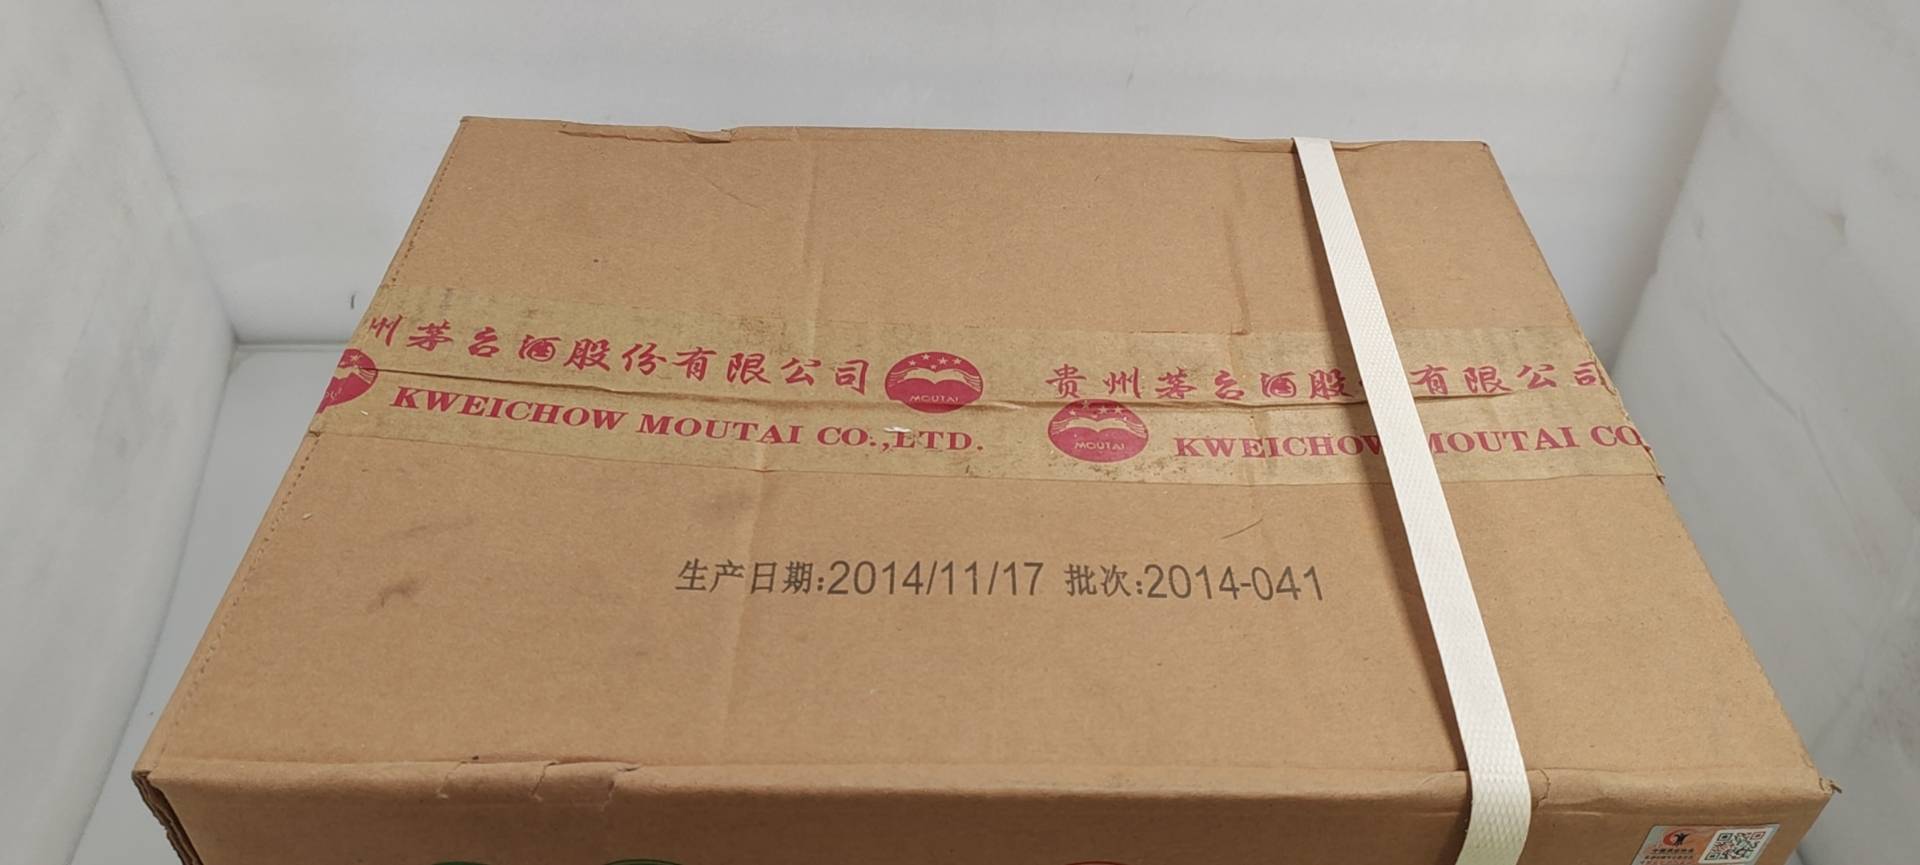 州茅台酒股份有限公司 贵州茅台酒股 有限公司
MOUTAI
KWEICHOW MOUTAI CO.,LTD. MOUTAI KWEICHOW MOUTAI CO
生产日期:2014/11/17 批次:2014-041